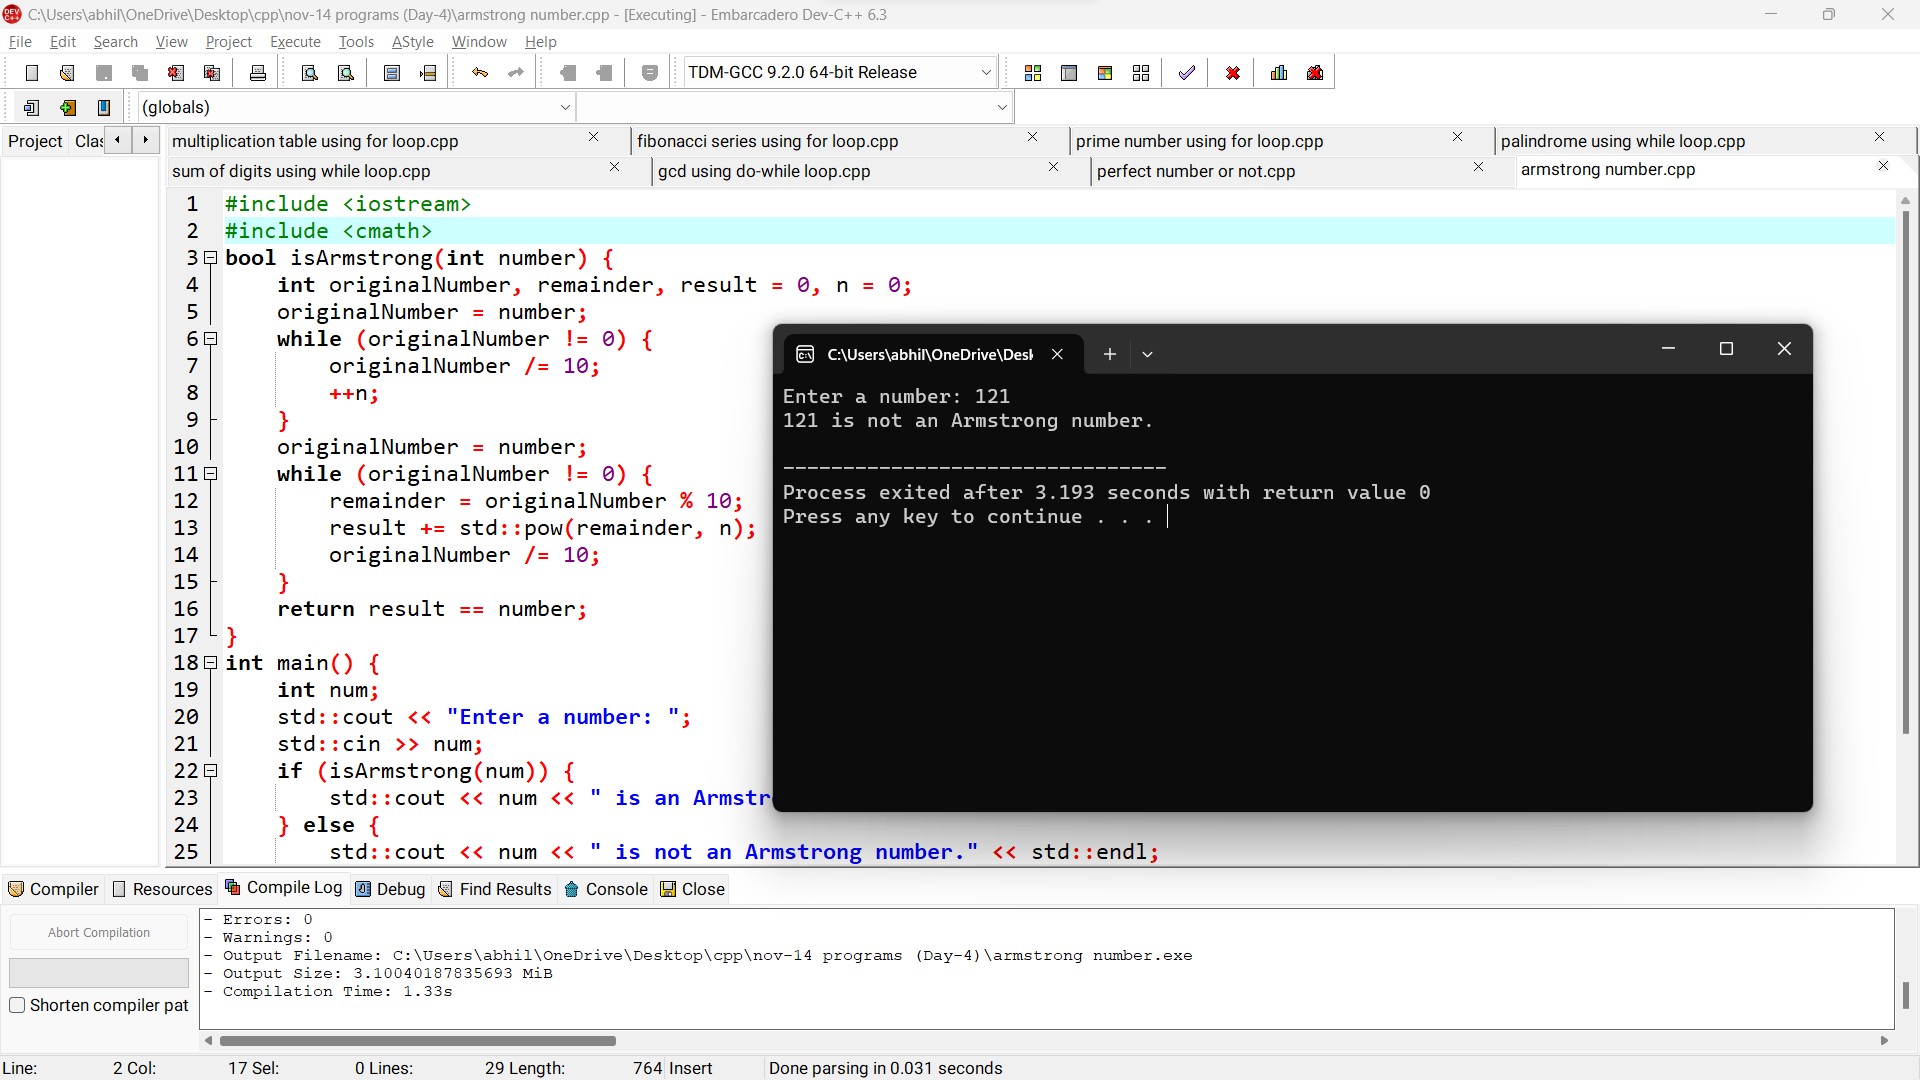 C:\Users\abhil\OneDrive\Desktop\cpp\nov-14 programs (Day-4)\armstrong number.cpp - [Executing] - Embarcadero Dev-C++ 6.3
File Edit Search View Project Execute Tools AStyle Window Help
TDM-GCC 9.2.0 64-bit Release
(globals)
Project Clas
multiplication table using for loop.cpp fibonacci series using for loop.cpp prime number using for loop.cpp palindrome using while loop.cpp
sum of digits using while loop.cpp gcd using do-while loop.cpp perfect number or not.cpp armstrong number.cpp
1 #include <iostream>
2 #include <cmath>
3 bool isArmstrong(int number) {
4 int originalNumber, remainder, result = 0, n = 0;
5 originalNumber = number;
6 while (originalNumber != 0) {
7 originalNumber /= 10;
8 ++n;
9 }
10 originalNumber = number;
11 while (originalNumber != 0) {
12 remainder = originalNumber % 10;
13 result += std::pow(remainder, n);
14 originalNumber /= 10;
15 }
16 return result == number;
17 }
18 int main() {
19 int num;
20 std::cout << "Enter a number: ";
21 std::cin >> num;
22 if (isArmstrong(num)) {
23 std::cout << num << " is an Armstr
24 } else {
25 std::cout << num << " is not an Armstrong number." << std::endl;
C:\Users\abhil\OneDrive\Desk
Enter a number: 121
121 is not an Armstrong number.
--------------------------------
Process exited after 3.193 seconds with return value 0
Press any key to continue . . .
Compiler Resources Compile Log Debug Find Results Console Close
Abort Compilation
Shorten compiler pat
- Errors: 0
- Warnings: 0
- Output Filename: C:\Users\abhil\OneDrive\Desktop\cpp\nov-14 programs (Day-4)\armstrong number.exe
- Output Size: 3.10040187835693 MiB
- Compilation Time: 1.33s
Line: 2 Col: 17 Sel: 0 Lines: 29 Length: 764 Insert Done parsing in 0.031 seconds